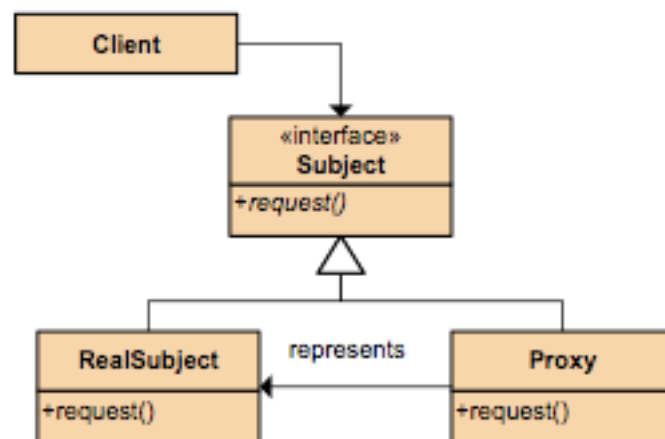 Client
«interface»
Subject
+request()
RealSubject
represents
Proxy
+request()
+request()